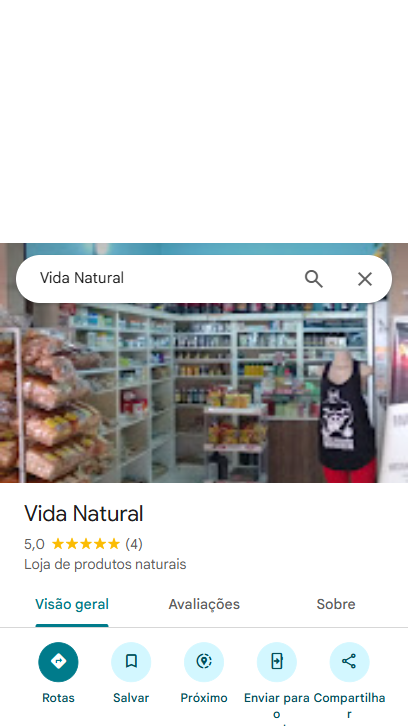 Vida Natural
Vida Natural
5,0 ★★★★★ (4)
Loja de produtos naturais
Visão geral
Avaliações
Sobre
Rotas
Salvar
Próximo
Enviar para o
Compartilhar